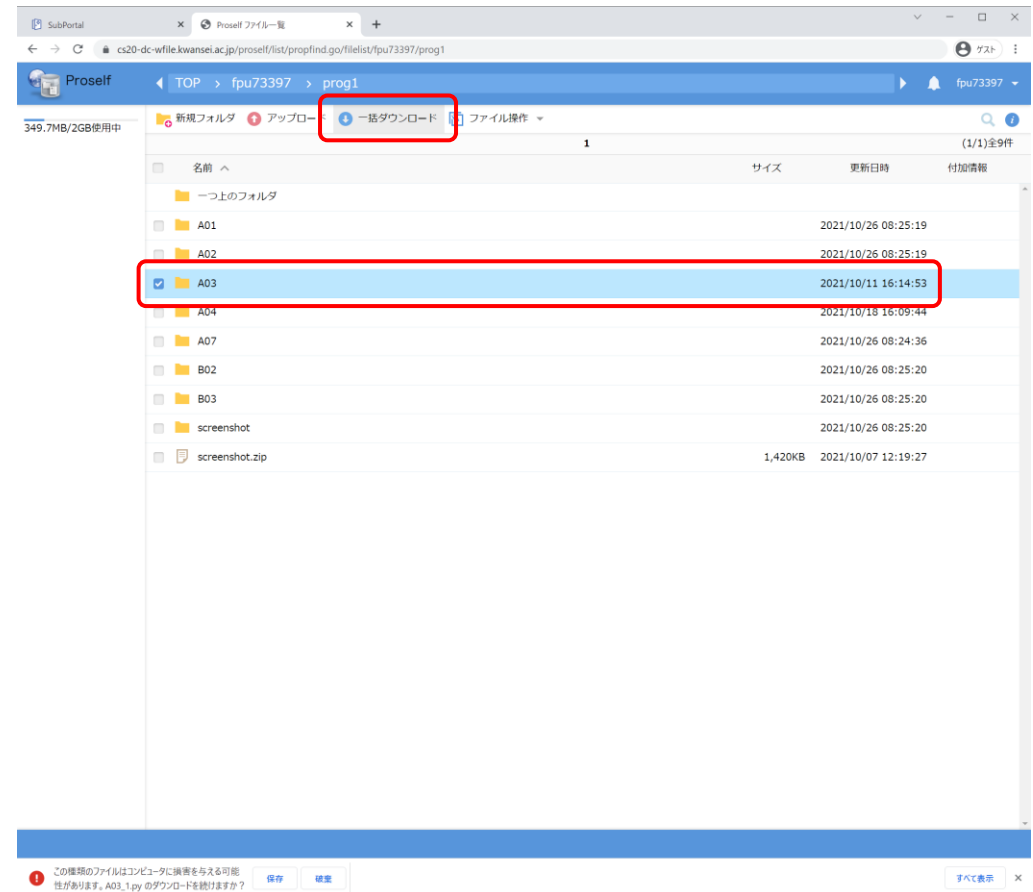 SubPortal
Proself ファイル一覧
cs20-dc-wfile.kwansei.ac.jp/proself/list/propfind.go/filelist/fpu73397/prog1
ゲスト
Proself
TOP > fpu73397 > prog1
fpu73397
349.7MB/2GB使用中
新規フォルダ アップロード 一括ダウンロード ファイル操作
1
(1/1)全9件
名前 サイズ 更新日時 付加情報
一つ上のフォルダ
A01 2021/10/26 08:25:19
A02 2021/10/26 08:25:19
A03 2021/10/11 16:14:53
A04 2021/10/18 16:09:44
A07 2021/10/26 08:24:36
B02 2021/10/26 08:25:20
B03 2021/10/26 08:25:20
screenshot 2021/10/26 08:25:20
screenshot.zip 1,420KB 2021/10/07 12:19:27
この種類のファイルはコンピュータに損害を与える可能
性があります。A03_1.py のダウンロードを続けますか？
保存 破棄
すべて表示